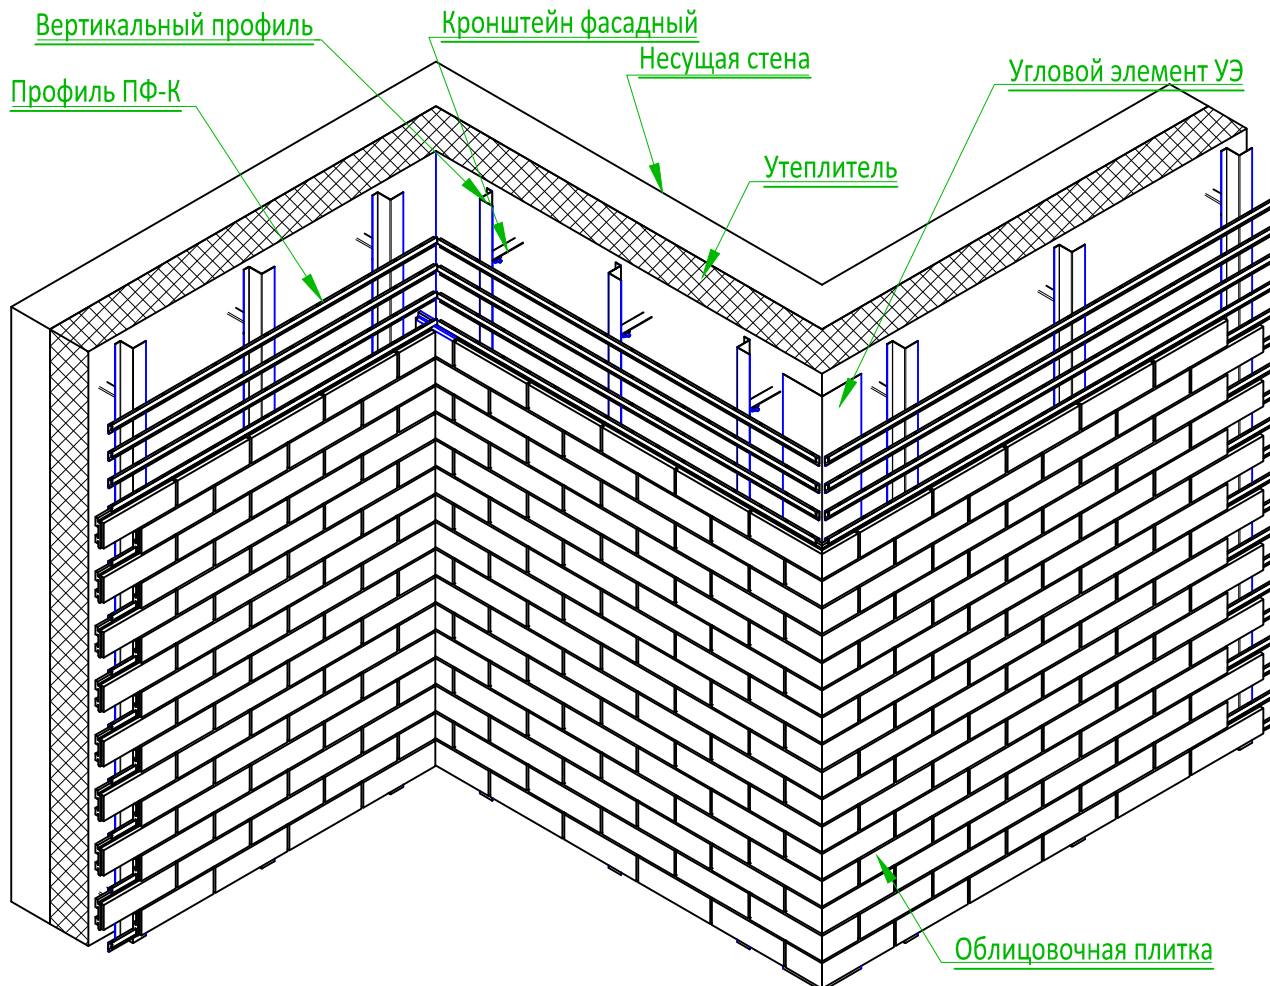 Вертикальный профиль
Кронштейн фасадный
Несущая стена
Угловой элемент УЭ
Профиль ПФ-К
Утеплитель
Облицовочная плитка